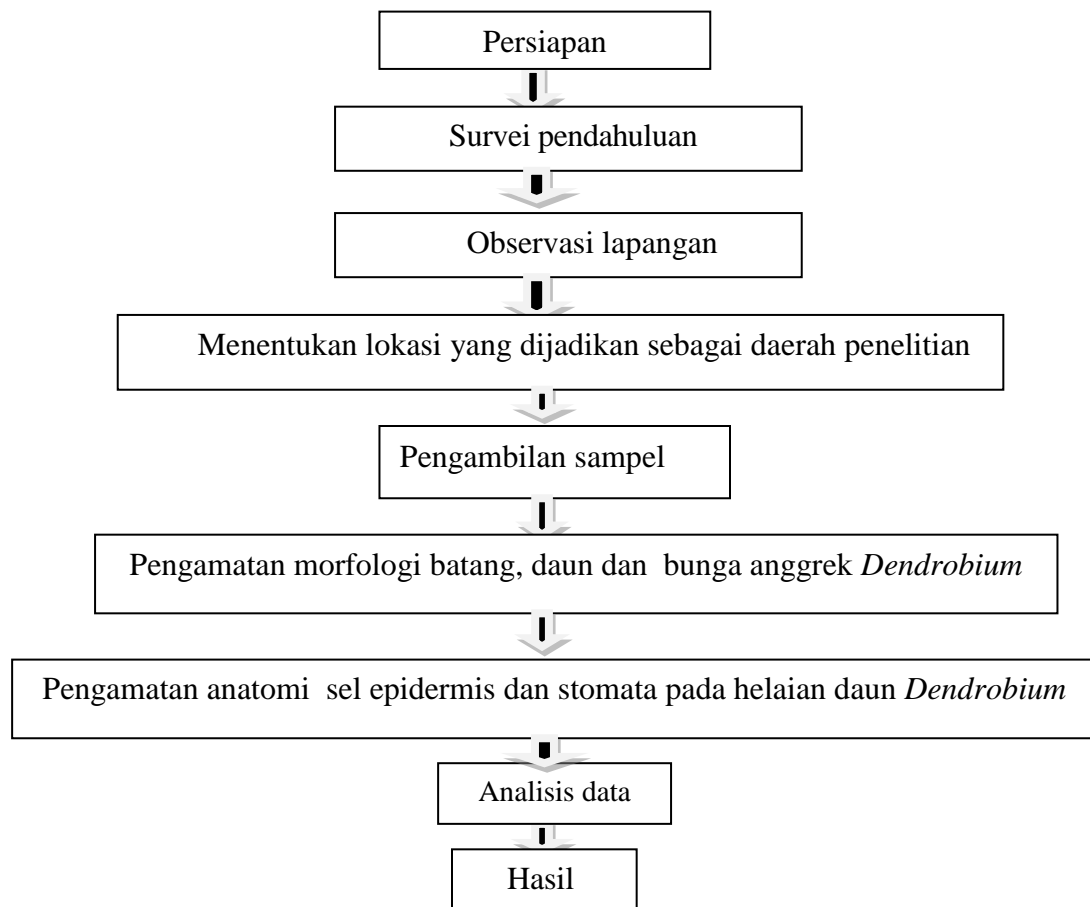 Persiapan
Survei pendahuluan
Observasi lapangan
Menentukan lokasi yang dijadikan sebagai daerah penelitian
Pengambilan sampel
Pengamatan morfologi batang, daun dan bunga anggrek Dendrobium
Pengamatan anatomi sel epidermis dan stomata pada helaian daun Dendrobium
Analisis data
Hasil